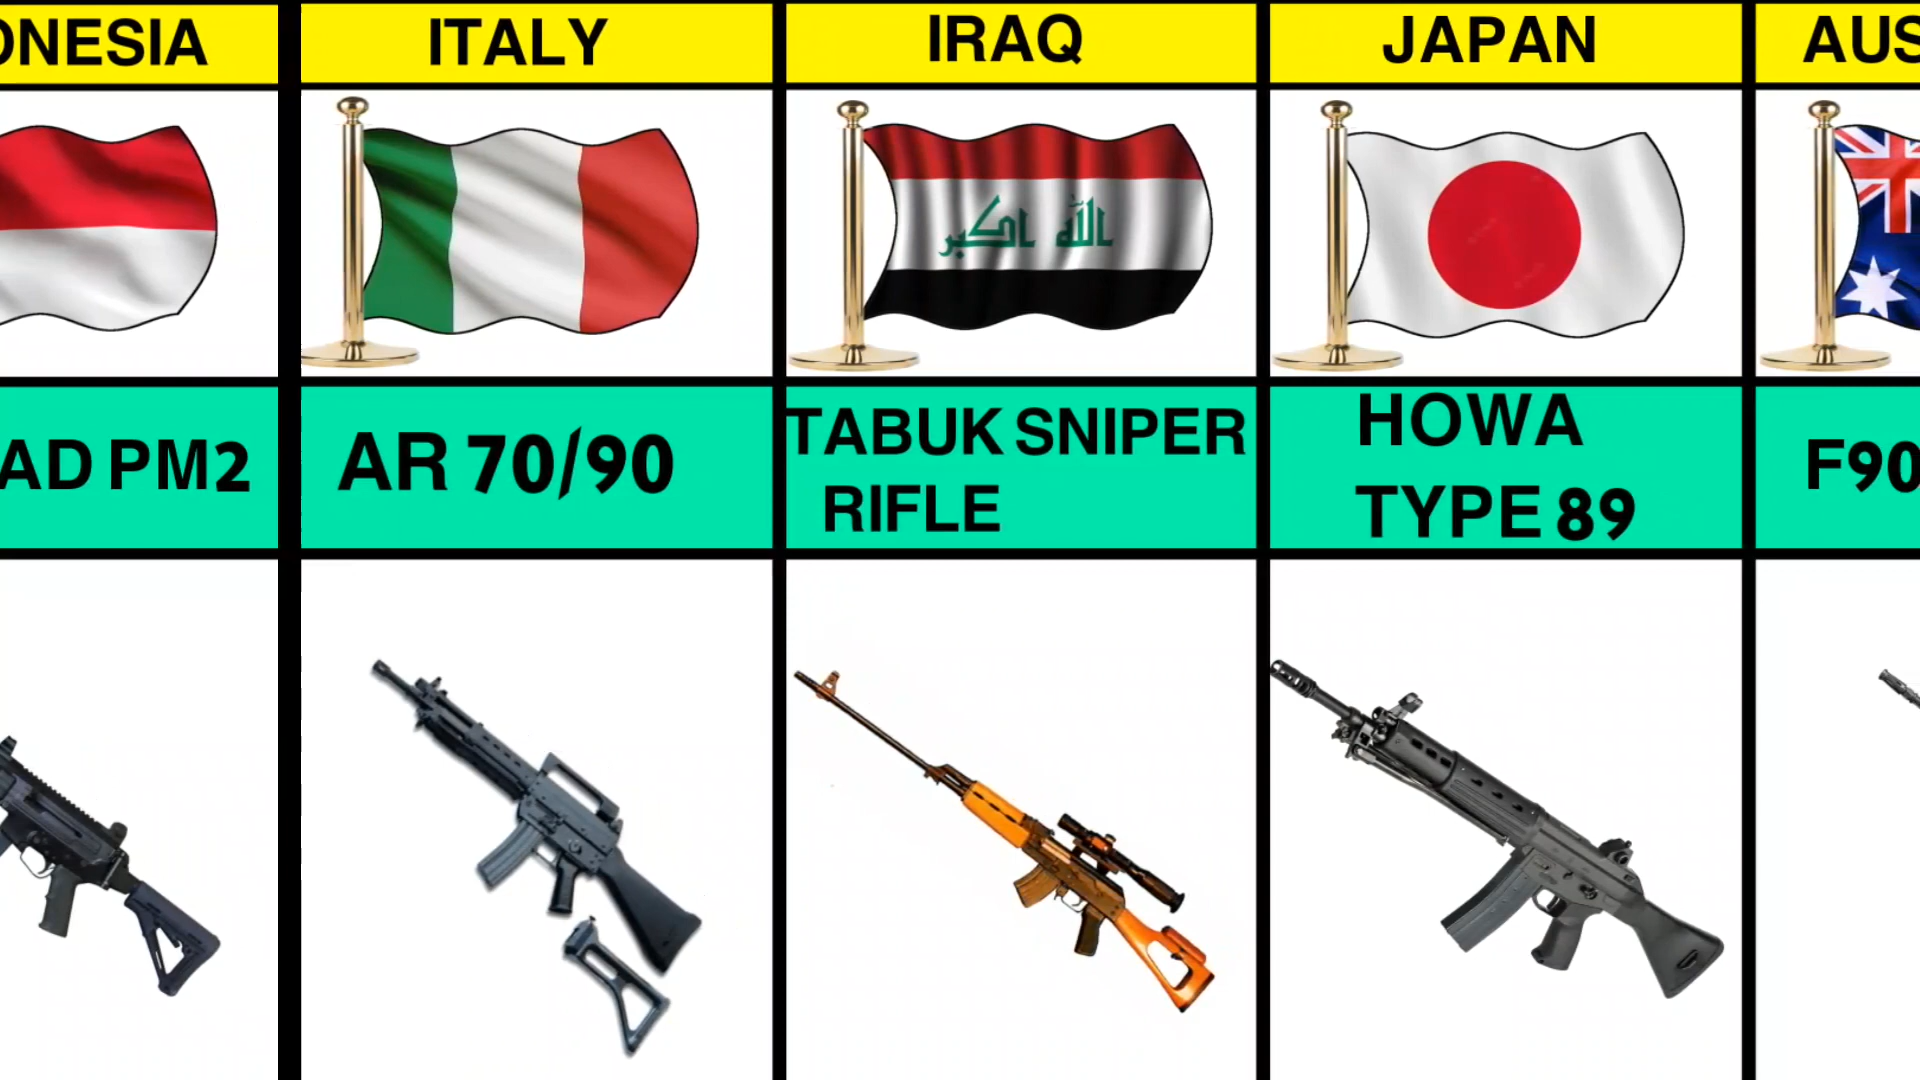 ONESIA
ITALY
IRAQ
JAPAN
AUS
الله اكبر
AD PM2
AR 70/90
TABUK SNIPER
RIFLE
HOWA
TYPE 89
F90